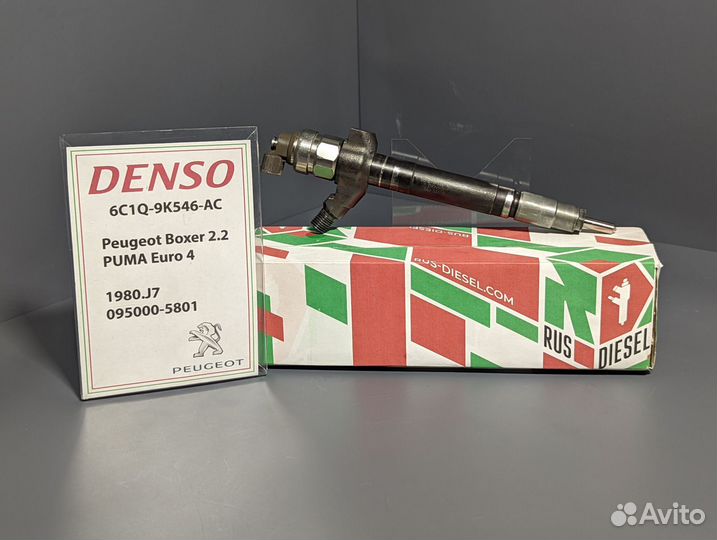 DENSO
6C1Q-9K546-AC
Peugeot Boxer 2.2
PUMA Euro 4
1980.J7
095000-5801
PEUGEOT
RUS-DIESEL.COM
RUS
DIESEL
Avito